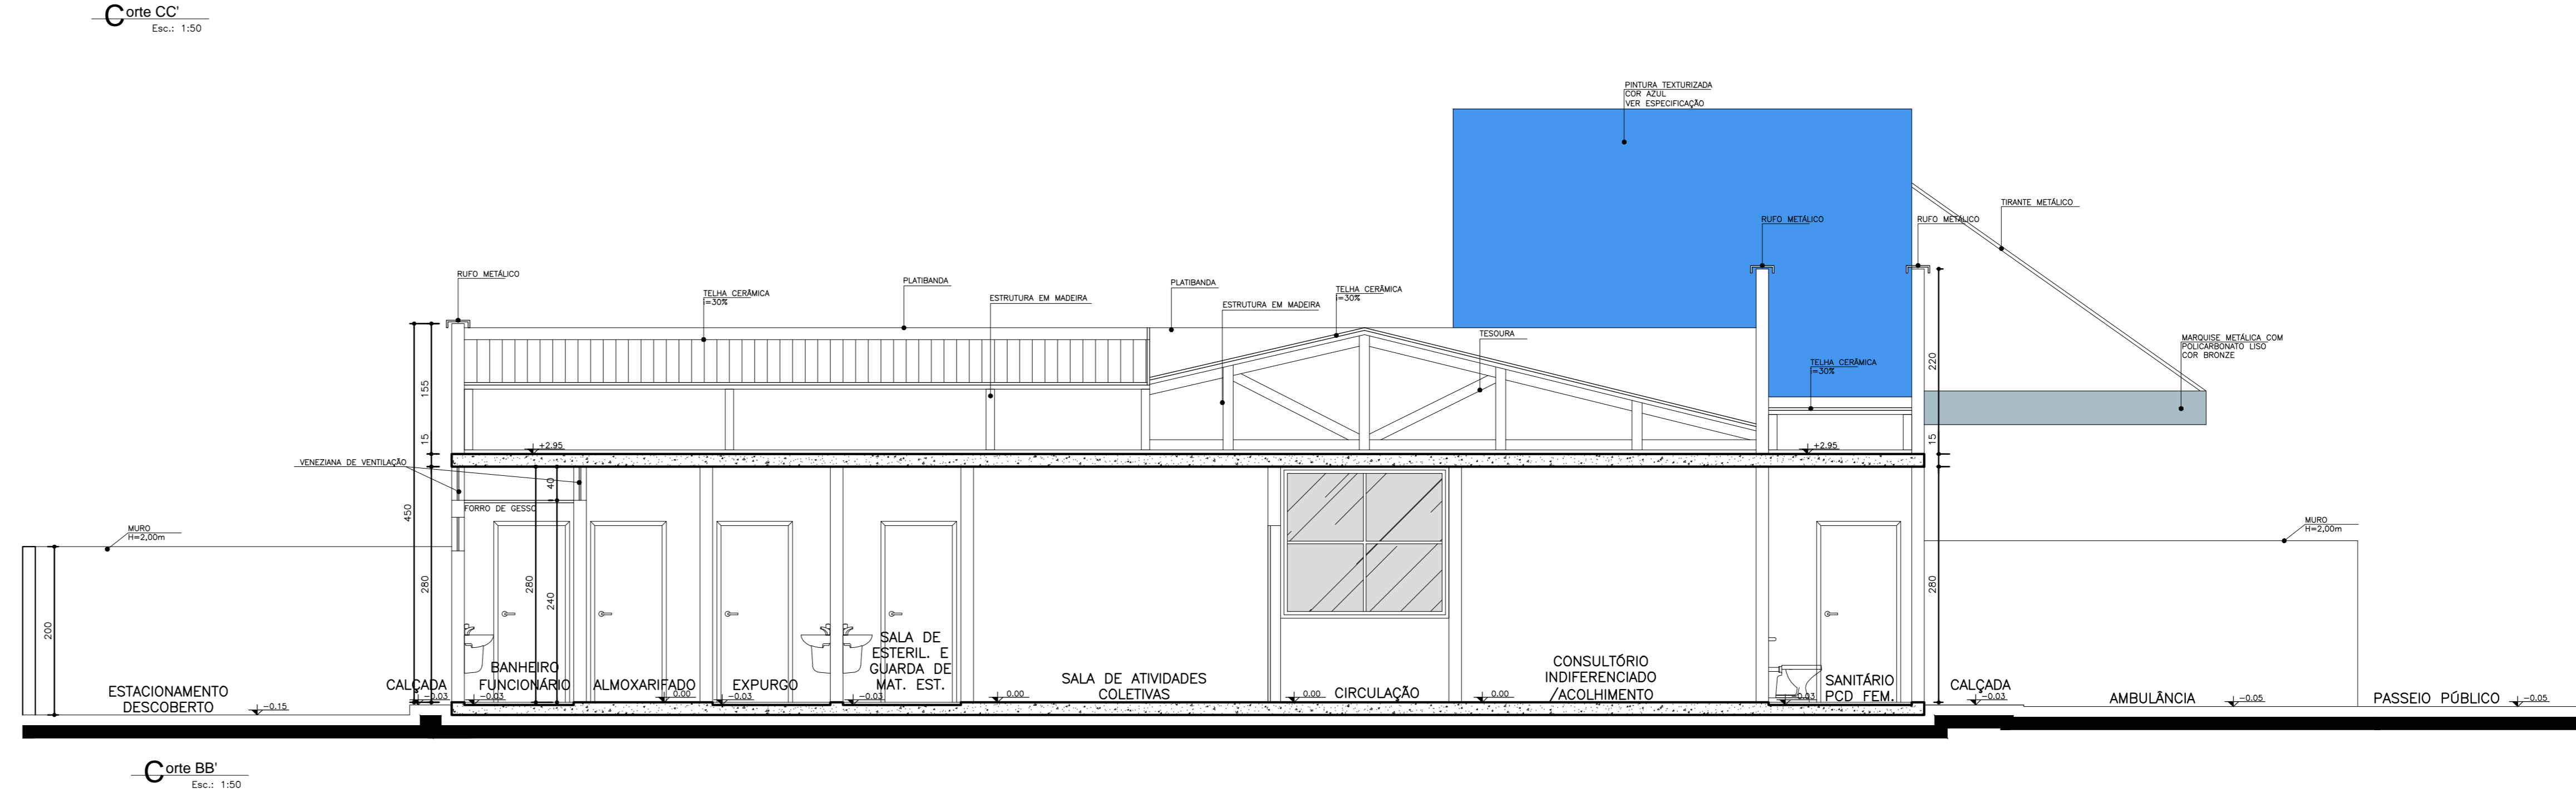 Corte CC'
Esc.: 1:50
PINTURA TEXTURIZADA
COR AZUL
VER ESPECIFICAÇÃO
TIRANTE METÁLICO
RUFO METÁLICO
RUFO METÁLICO
RUFO METÁLICO
TELHA CERÂMICA
i=30%
PLATIBANDA
ESTRUTURA EM MADEIRA
PLATIBANDA
ESTRUTURA EM MADEIRA
TELHA CERÂMICA
i=30%
TESOURA
TELHA CERÂMICA
i=30%
MARQUISE METÁLICA COM
POLICARBONATO LISO
COR BRONZE
220
155
15
15
+2.95
+2.95
VENEZIANA DE VENTILAÇÃO
40
FORRO DE GESSO
450
MURO
H=2,00m
MURO
H=2,00m
280
280
240
280
200
ESTACIONAMENTO
DESCOBERTO
-0.15
CALÇADA
-0.03
BANHEIRO
FUNCIONÁRIO
-0.03
ALMOXARIFADO
0.00
EXPURGO
-0.03
SALA DE
ESTERIL. E
GUARDA DE
MAT. EST.
-0.03
SALA DE ATIVIDADES
COLETIVAS
0.00
CIRCULAÇÃO
0.00
CONSULTÓRIO
INDIFERENCIADO
/ACOLHIMENTO
0.00
SANITÁRIO
PCD FEM.
-0.03
CALÇADA
-0.03
AMBULÂNCIA
-0.05
PASSEIO PÚBLICO
-0.05
Corte BB'
Esc.: 1:50